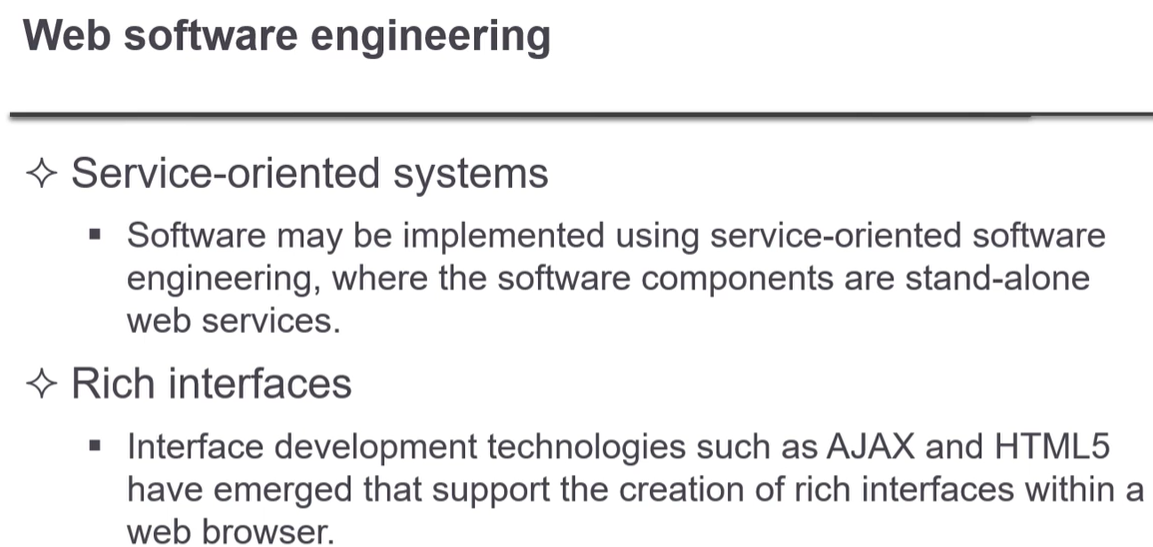 Web software engineering
✧ Service-oriented systems
▪ Software may be implemented using service-oriented software
engineering, where the software components are stand-alone
web services.
✧ Rich interfaces
▪ Interface development technologies such as AJAX and HTML5
have emerged that support the creation of rich interfaces within a
web browser.